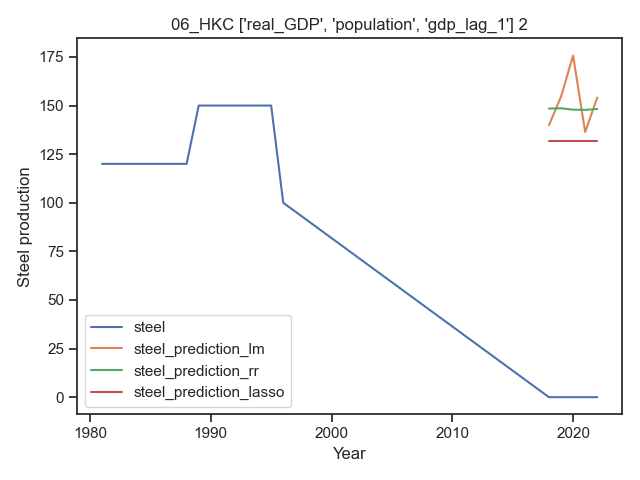 06_HKC ['real_GDP', 'population', 'gdp_lag_1'] 2
175
150
125
100
75
50
25
0
Steel production
steel
steel_prediction_lm
steel_prediction_rr
steel_prediction_lasso
1980
1990
2000
2010
2020
Year